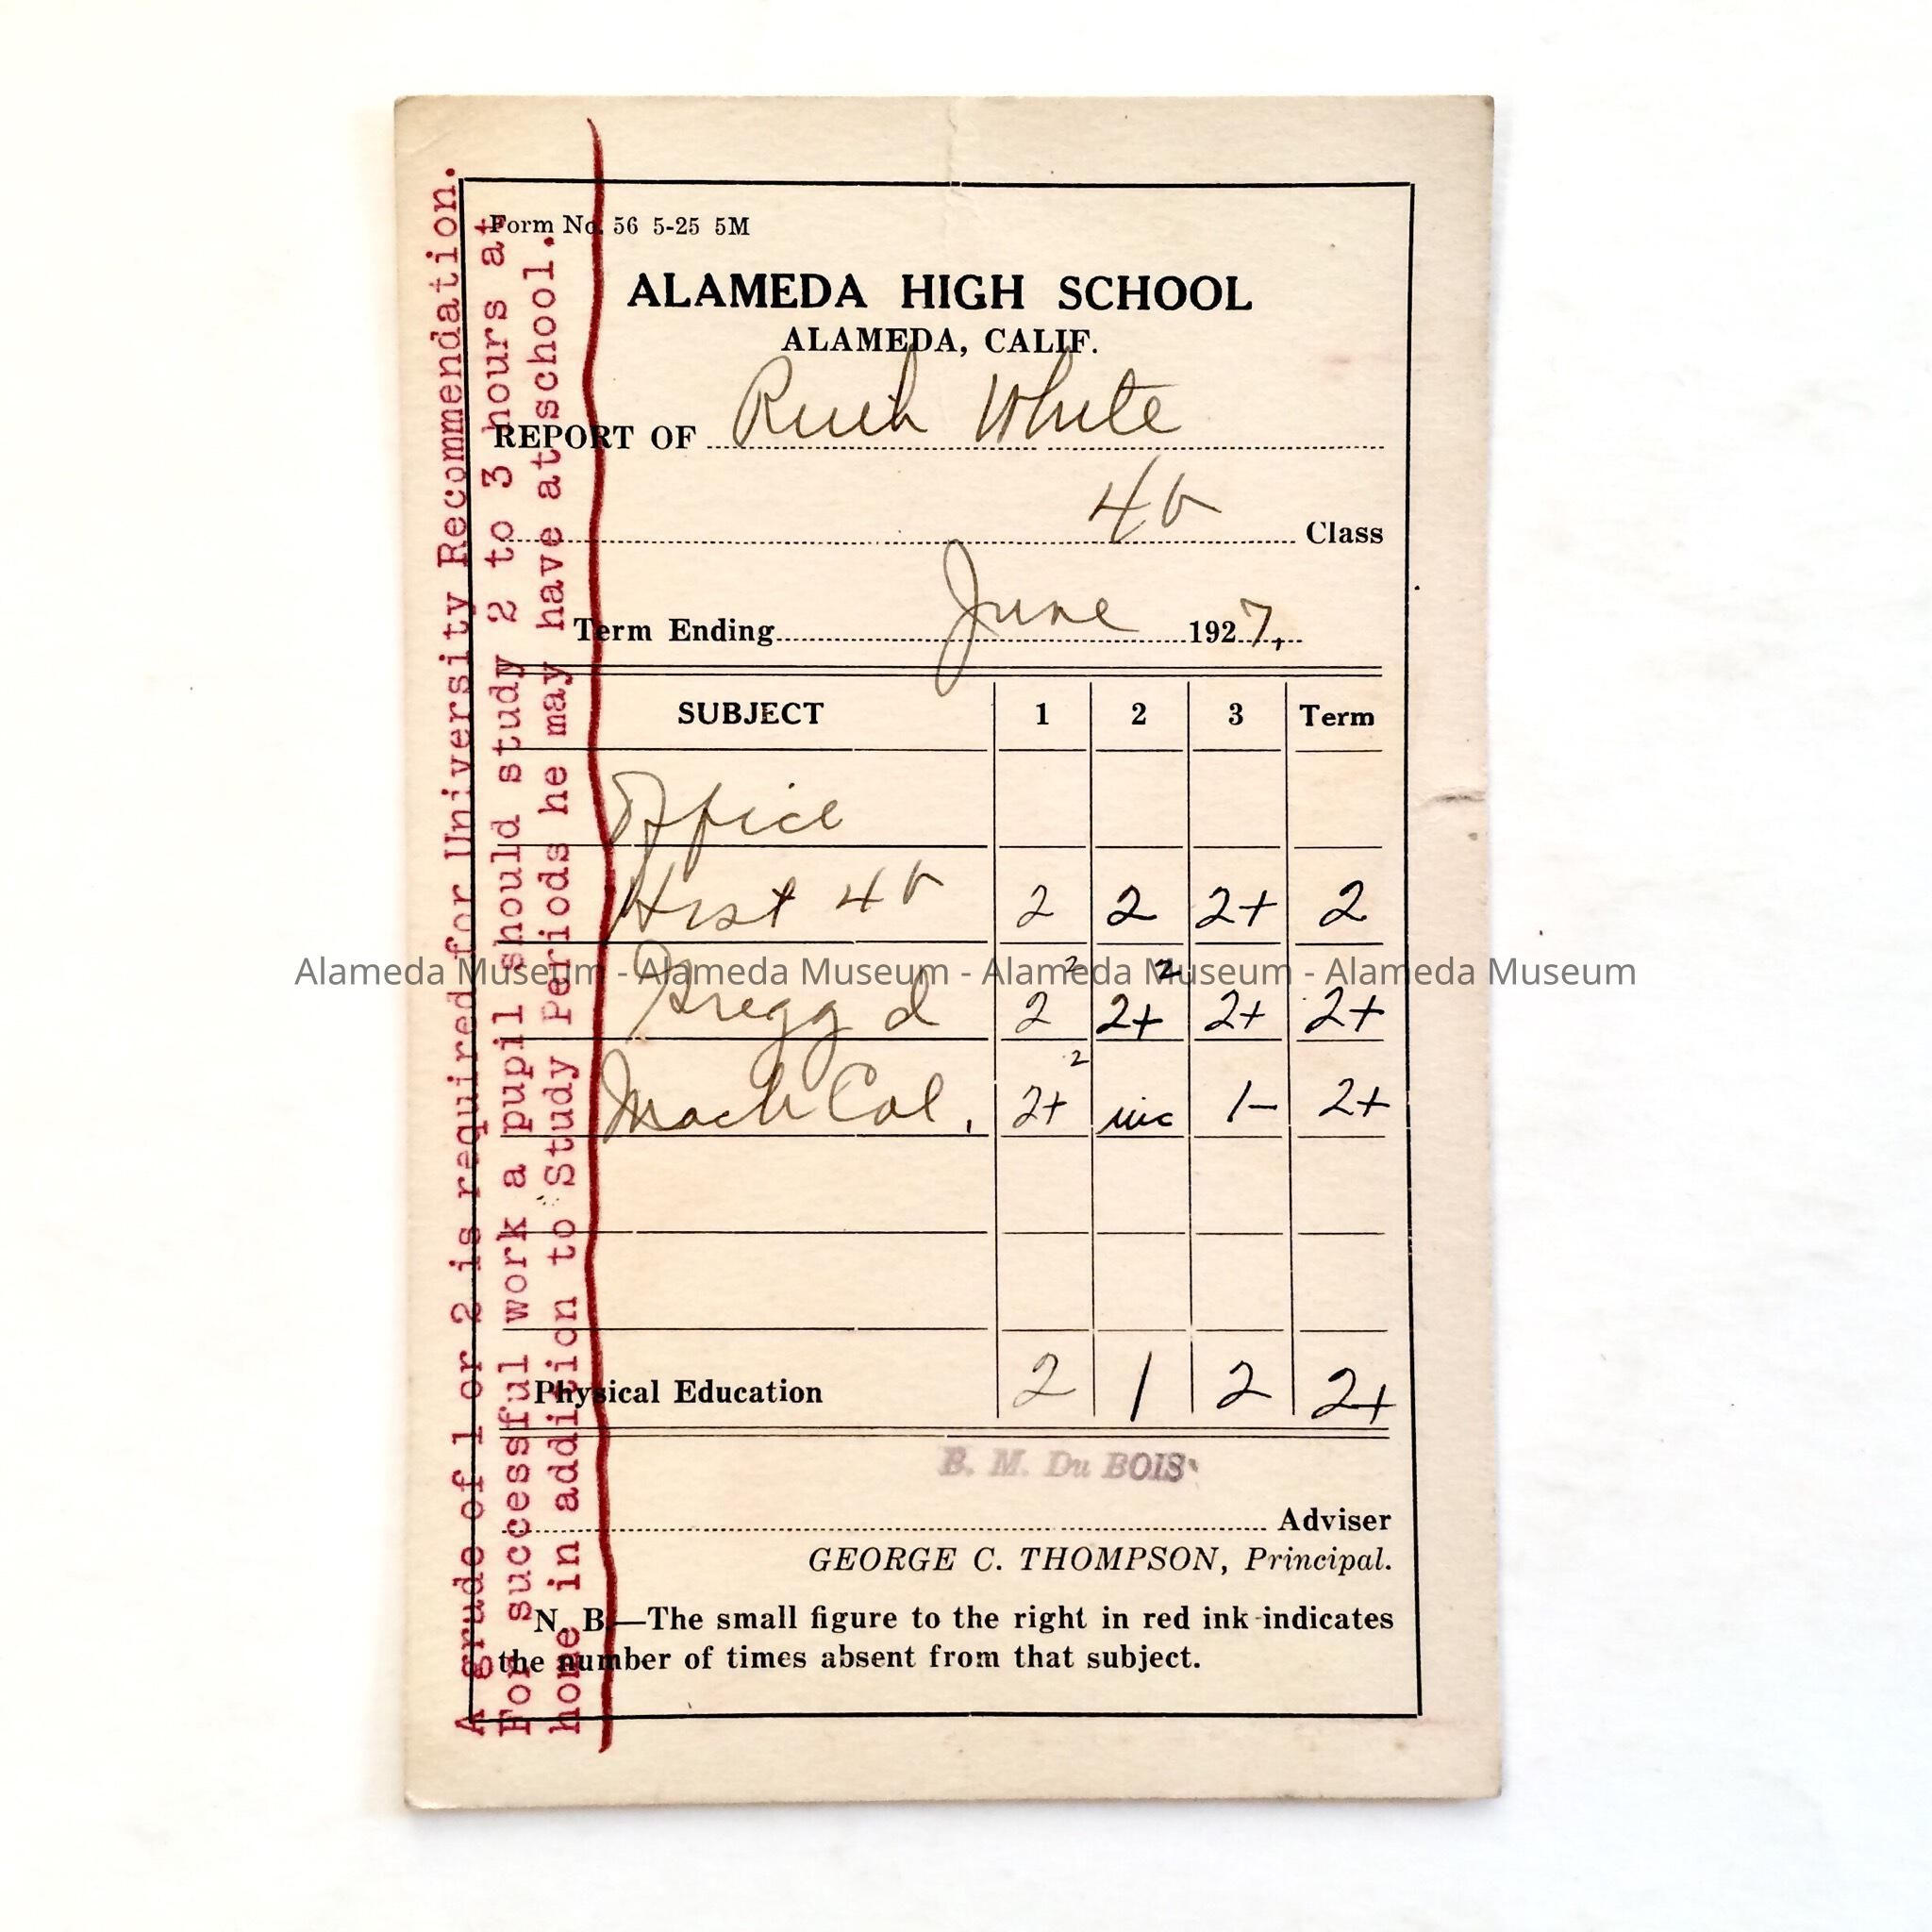 Form No. 56 5-25 5M
ALAMEDA HIGH SCHOOL
ALAMEDA, CALIF.
REPORT OF Ruth White
4b Class
Term Ending June 1927,
SUBJECT 1 2 3 Term
Office
Hist 4b 2 2 2+ 2
Gregg d 2 2 2+ 2 2+ 2+
Mach Cal. 2+ 2 inc 1- 2+
Physical Education 2 1 2 2+
B. M. Du BOIS
Adviser
GEORGE C. THOMPSON, Principal.
N. B.—The small figure to the right in red ink indicates
the number of times absent from that subject.
A grade of 1 or 2 is required for University Recommendation.
For successful work a pupil should study 2 to 3 hours at
home in addition to Study Periods he may have at school.
Alameda Museum - Alameda Museum - Alameda Museum - Alameda Museum